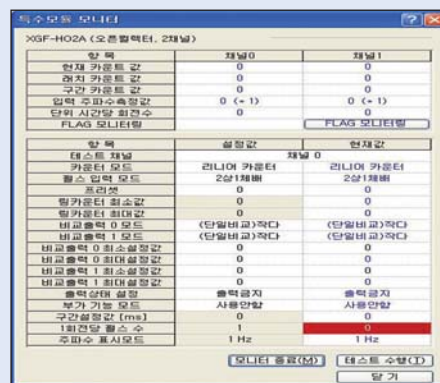 특수모듈 모니터
XGF-HO2A (오픈컬렉터, 2채널)
항 목 채널0 채널1
현재 카운트 값 0 0
래치 카운트 값 0 0
구간 카운트 값 0 0
입력 주파수측정값 0 (* 1) 0 (* 1)
단위 시간당 회전수 0 0
FLAG 모니터링 FLAG 모니터링
항 목 설정값 현재값
테스트 채널 채널 0
카운터 모드 리니어 카운터 리니어 카운터
펄스 입력 모드 2상1체배 2상1체배
프리셋 0 0
링카운터 최소값 0 0
링카운터 최대값 0 0
비교출력 0 모드 (단일비교)작다 (단일비교)작다
비교출력 1 모드 (단일비교)작다 (단일비교)작다
비교출력 0 최소설정값 0 0
비교출력 0 최대설정값 0 0
비교출력 1 최소설정값 0 0
비교출력 1 최대설정값 0 0
출력상태 설정 출력금지 출력금지
부가 기능 모드 사용안함 사용안함
구간설정값 [ms] 0 0
1회전당 펄스 수 1 0
주파수 표시모드 1 Hz 1 Hz
모니터 종료(M) 테스트 수행(T)
닫 기